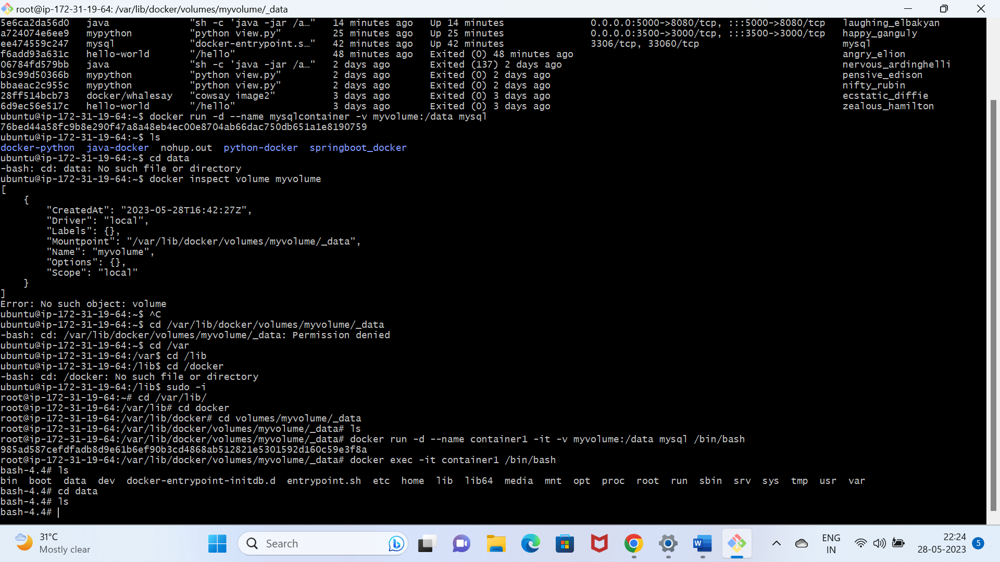 root@ip-172-31-19-64: /var/lib/docker/volumes/myvolume/_data
5e6ca2da56d0   java              "sh -c 'java -jar /a…"   14 minutes ago   Up 14 minutes               0.0.0.0:5000->8080/tcp, :::5000->8080/tcp   laughing_elbakyan
a724074e6ee9   mypython          "python view.py"         25 minutes ago   Up 25 minutes               0.0.0.0:3500->3000/tcp, :::3500->3000/tcp   happy_ganguly
ee474559c247   mysql             "docker-entrypoint.s…"   42 minutes ago   Up 42 minutes               3306/tcp, 33060/tcp                         mysql
f6add93a631c   hello-world       "/hello"                 48 minutes ago   Exited (0) 48 minutes ago                                               angry_elion
06784fd579bb   java              "sh -c 'java -jar /a…"   2 days ago       Exited (137) 2 days ago                                                 nervous_ardinghelli
b3c99d50366b   mypython          "python view.py"         2 days ago       Exited (0) 2 days ago                                                   pensive_edison
bbaeac2c955c   mypython          "python view.py"         2 days ago       Exited (0) 2 days ago                                                   nifty_rubin
28ff514bcb73   docker/whalesay   "cowsay image2"          3 days ago       Exited (0) 3 days ago                                                   ecstatic_diffie
6d9ec56e517c   hello-world       "/hello"                 3 days ago       Exited (0) 3 days ago                                                   zealous_hamilton
ubuntu@ip-172-31-19-64:~$ docker run -d --name mysqlcontainer -v myvolume:/data mysql
76bed44a58fc9b8e290f47a8a48eb4ec00e8704ab66dac750db651a1e8190759
ubuntu@ip-172-31-19-64:~$ ls
docker-python  java-docker  nohup.out  python-docker  springboot_docker
ubuntu@ip-172-31-19-64:~$ cd data
-bash: cd: data: No such file or directory
ubuntu@ip-172-31-19-64:~$ docker inspect volume myvolume
[
    {
        "CreatedAt": "2023-05-28T16:42:27Z",
        "Driver": "local",
        "Labels": {},
        "Mountpoint": "/var/lib/docker/volumes/myvolume/_data",
        "Name": "myvolume",
        "Options": {},
        "Scope": "local"
    }
]
Error: No such object: volume
ubuntu@ip-172-31-19-64:~$ ^C
ubuntu@ip-172-31-19-64:~$ cd /var/lib/docker/volumes/myvolume/_data
-bash: cd: /var/lib/docker/volumes/myvolume/_data: Permission denied
ubuntu@ip-172-31-19-64:~$ cd /var
ubuntu@ip-172-31-19-64:/var$ cd /lib
ubuntu@ip-172-31-19-64:/lib$ cd /docker
-bash: cd: /docker: No such file or directory
ubuntu@ip-172-31-19-64:/lib$ sudo -i
root@ip-172-31-19-64:~# cd /var/lib/
root@ip-172-31-19-64:/var/lib# cd docker
root@ip-172-31-19-64:/var/lib/docker# cd volumes/myvolume/_data
root@ip-172-31-19-64:/var/lib/docker/volumes/myvolume/_data# ls
root@ip-172-31-19-64:/var/lib/docker/volumes/myvolume/_data# docker run -d --name container1 -it -v myvolume:/data mysql /bin/bash
985ad587cefdfadb8d9e61b6ef90b3cd4868ab512821e5301592d160c59e3f8a
root@ip-172-31-19-64:/var/lib/docker/volumes/myvolume/_data# docker exec -it container1 /bin/bash
bash-4.4# ls
bin  boot  data  dev  docker-entrypoint-initdb.d  entrypoint.sh  etc  home  lib  lib64  media  mnt  opt  proc  root  run  sbin  srv  sys  tmp  usr  var
bash-4.4# cd data
bash-4.4# ls
bash-4.4#
31°C
Mostly clear
Search
W
ENG
IN
22:24
28-05-2023
5